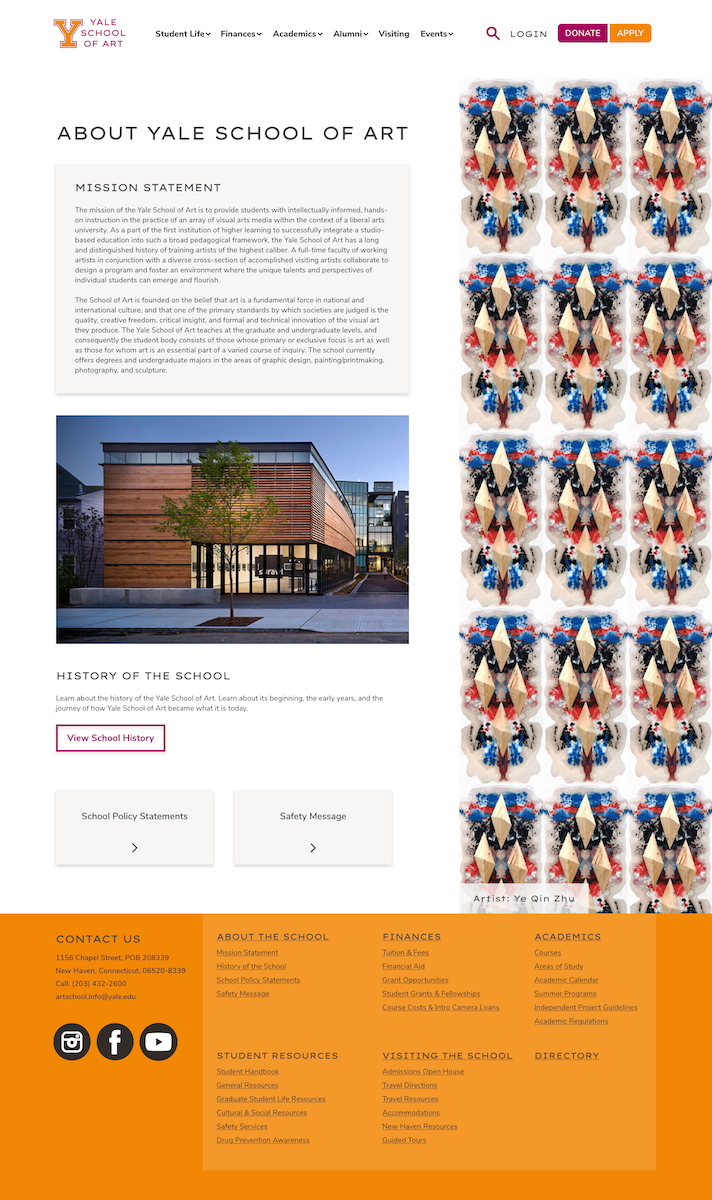 YALE
SCHOOL
OF ART
Student Life
Finances
Academics
Alumni
Visiting
Events
LOGIN
DONATE
APPLY
ABOUT YALE SCHOOL OF ART
MISSION STATEMENT
The mission of the Yale School of Art is to provide students with intellectually informed, hands-
on instruction in the practice of an array of visual arts media within the context of a liberal arts
university. As a part of the first institution of higher learning to successfully integrate a studio-
based education into such a broad pedagogical framework, the Yale School of Art has a long
and distinguished history of training artists of the highest caliber. A full-time faculty of working
artists in conjunction with a diverse cross-section of accomplished visiting artists collaborate to
design a program and foster an environment where the unique talents and perspectives of
individual students can emerge and flourish.
The School of Art is founded on the belief that art is a fundamental force in national and
international culture, and that one of the primary standards by which societies are judged is the
quality, creative freedom, critical insight, and formal and technical innovation of the visual art
they produce. The Yale School of Art teaches at the graduate and undergraduate levels, and
consequently the student body consists of those whose primary or exclusive focus is art as well
as those for whom art is an essential part of a varied course of inquiry. The school currently
offers degrees and undergraduate majors in the areas of graphic design, painting/printmaking,
photography, and sculpture.
HISTORY OF THE SCHOOL
Learn about the history of the Yale School of Art. Learn about its beginning, the early years, and the
journey of how Yale School of Art became what it is today.
View School History
School Policy Statements
Safety Message
Artist: Ye Qin Zhu
CONTACT US
1156 Chapel Street, POB 208339
New Haven, Connecticut, 06520-8339
Call: (203) 432-2600
artschool.info@yale.edu
ABOUT THE SCHOOL
Mission Statement
History of the School
School Policy Statements
Safety Message
FINANCES
Tuition & Fees
Financial Aid
Grant Opportunities
Student Grants & Fellowships
Course Costs & Intro Camera Loans
ACADEMICS
Courses
Areas of Study
Academic Calendar
Summer Programs
Independent Project Guidelines
Academic Regulations
STUDENT RESOURCES
Student Handbook
General Resources
Graduate Student Life Resources
Cultural & Social Resources
Safety Services
Drug Prevention Awareness
VISITING THE SCHOOL
Admissions Open House
Travel Directions
Travel Resources
Accommodations
New Haven Resources
Guided Tours
DIRECTORY